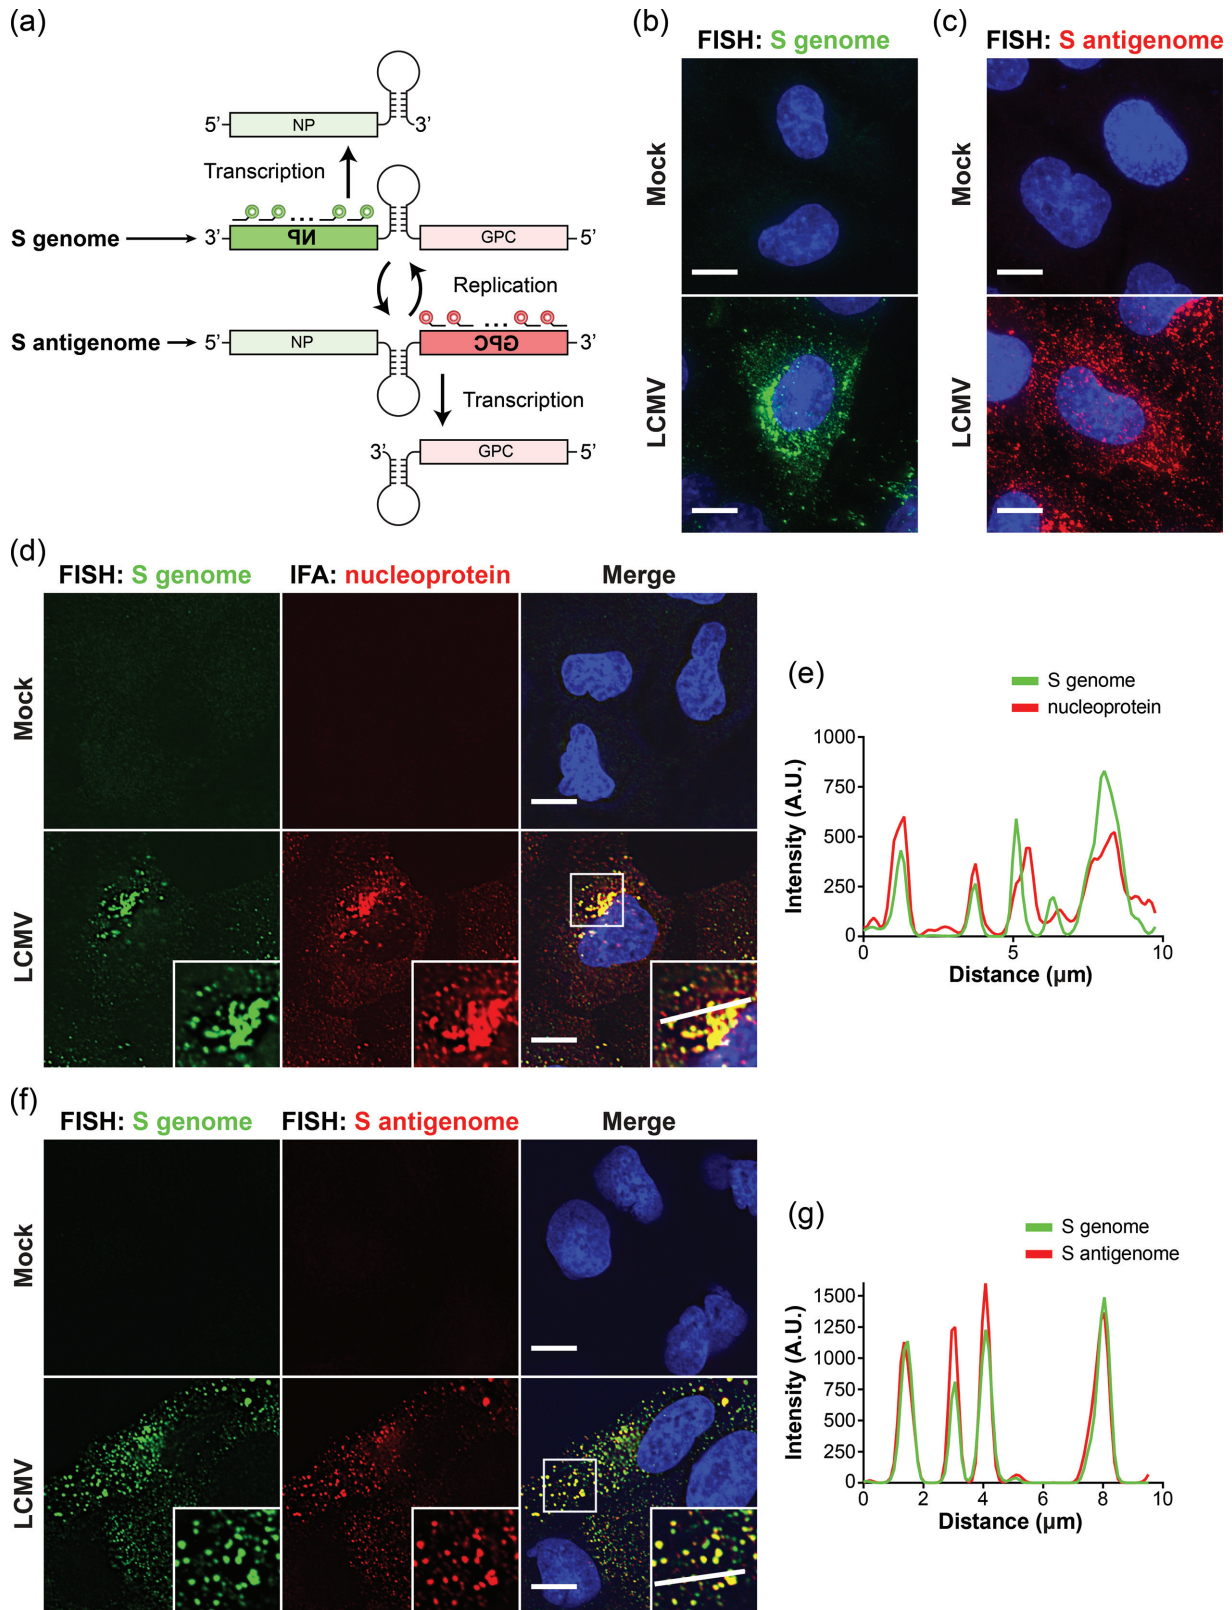 (a)
5’
NP
3’
Transcription
S genome
3’
NP
GPC
5’
Replication
S antigenome
5’
NP
GPC
3’
Transcription
3’
GPC
5’
(b)
FISH: S genome
Mock
LCMV
(c)
FISH: S antigenome
Mock
LCMV
(d)
FISH: S genome
IFA: nucleoprotein
Merge
Mock
LCMV
(e)
S genome
nucleoprotein
Intensity (A.U.)
1000
750
500
250
0
0
5
10
Distance (µm)
(f)
FISH: S genome
FISH: S antigenome
Merge
Mock
LCMV
(g)
S genome
S antigenome
Intensity (A.U.)
1500
1250
1000
750
500
250
0
0
2
4
6
8
10
Distance (µm)